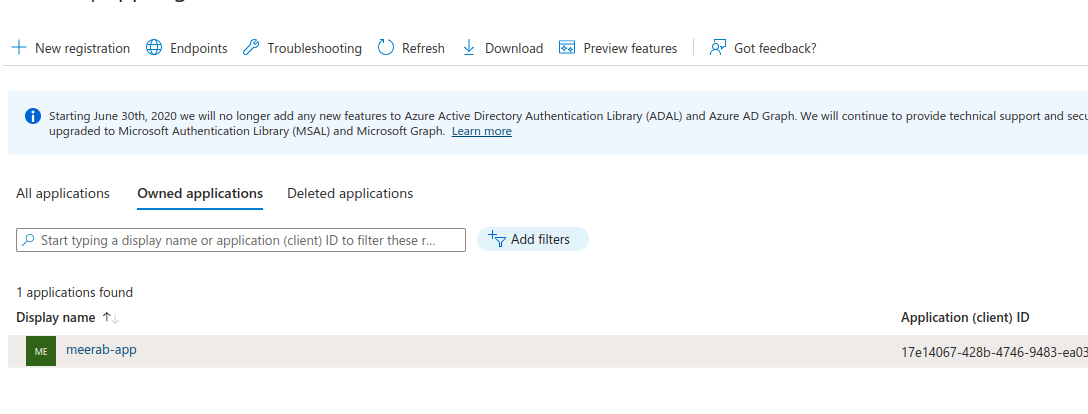 New registration Endpoints Troubleshooting Refresh Download Preview features Got feedback?
Starting June 30th, 2020 we will no longer add any new features to Azure Active Directory Authentication Library (ADAL) and Azure AD Graph. We will continue to provide technical support and
upgraded to Microsoft Authentication Library (MSAL) and Microsoft Graph. Learn more
All applications Owned applications Deleted applications
Start typing a display name or application (client) ID to filter these r... Add filters
1 applications found
Display name Application (client) ID
ME meerab-app 17e14067-428b-4746-9483-ea03